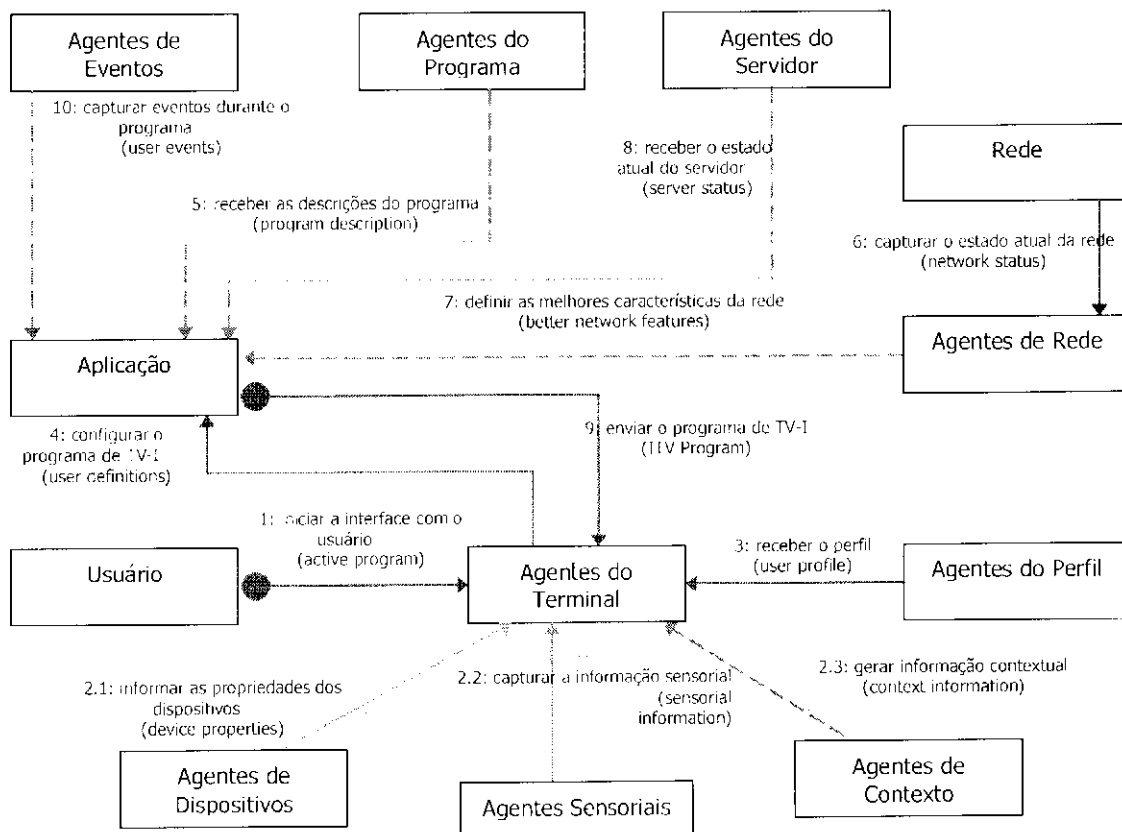 Agentes de
Eventos
Agentes do
Programa
Agentes do
Servidor
10: capturar eventos durante o
programa
(user events)
8: receber o estado
atual do servidor
(server status)
Rede
5: receber as descrições do programa
(program description)
6: capturar o estado atual da rede
(network status)
7: definir as melhores características da rede
(better network features)
Aplicação
Agentes de Rede
4: configurar o
programa de TV-I
(user definitions)
9: enviar o programa de TV-I
(ITV Program)
1: iniciar a interface com o
usuário
(active program)
3: receber o perfil
(user profile)
Usuário
Agentes do
Terminal
Agentes do Perfil
2.1: informar as propriedades dos
dispositivos
(device properties)
2.2: capturar a informação sensorial
(sensorial
information)
2.3: gerar informação contextual
(context information)
Agentes de
Dispositivos
Agentes Sensoriais
Agentes de
Contexto